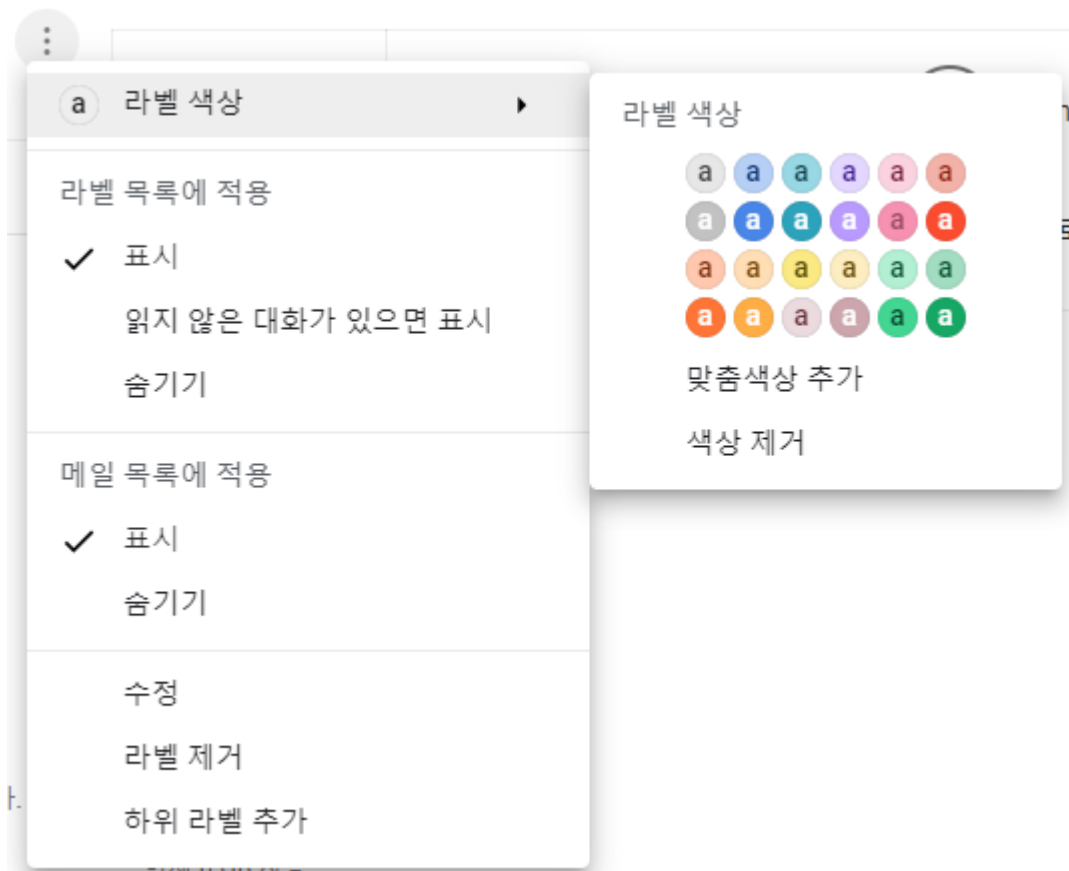 a 라벨 색상
라벨 목록에 적용
표시
읽지 않은 대화가 있으면 표시
숨기기
메일 목록에 적용
표시
숨기기
수정
라벨 제거
하위 라벨 추가
라벨 색상
a a a a a a
a a a a a a
a a a a a a
a a a a a a
맞춤색상 추가
색상 제거